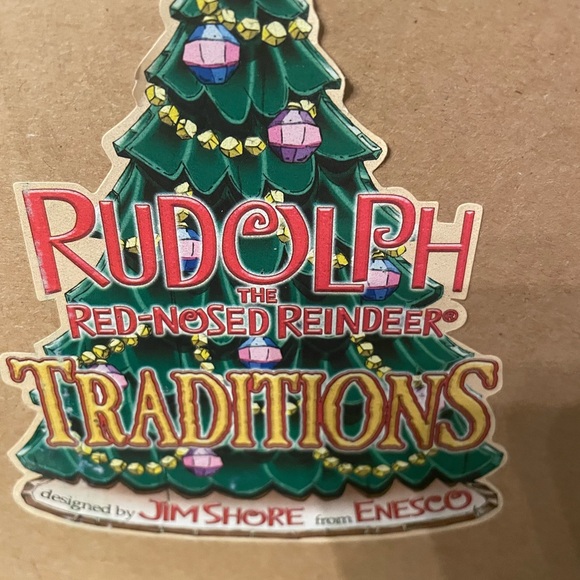 RUDOLPH
THE
RED-NOSED REINDEER®
TRADITIONS
designed by JIM SHORE from ENESCO